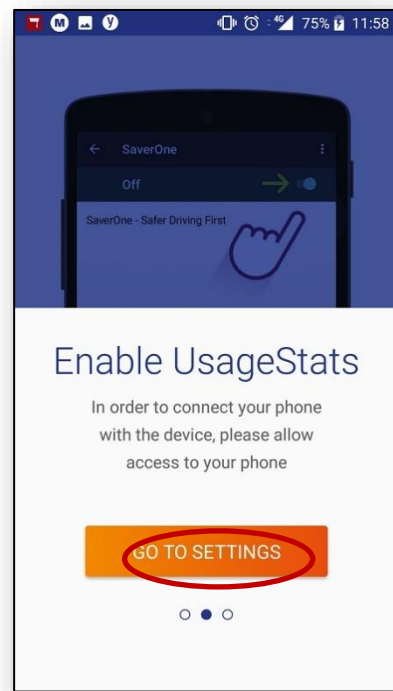 4G 75% 11:58
SaverOne
Off
SaverOne - Safer Driving First
Enable UsageStats
In order to connect your phone
with the device, please allow
access to your phone
GO TO SETTINGS